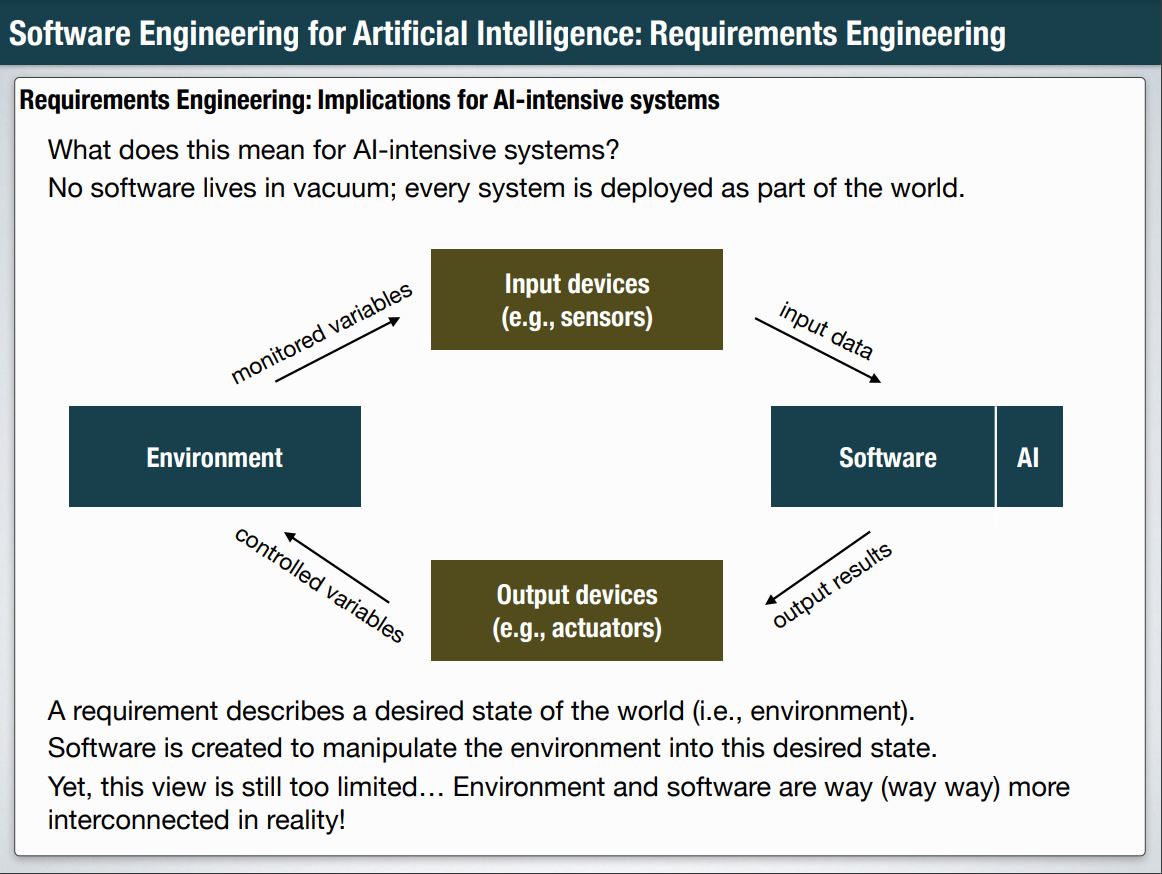 Software Engineering for Artificial Intelligence: Requirements Engineering
Requirements Engineering: Implications for AI-intensive systems
What does this mean for AI-intensive systems?
No software lives in vacuum; every system is deployed as part of the world.
Input devices
(e.g., sensors)
monitored variables
input data
Environment
Software
AI
controlled variables
Output devices
(e.g., actuators)
output results
A requirement describes a desired state of the world (i.e., environment).
Software is created to manipulate the environment into this desired state.
Yet, this view is still too limited… Environment and software are way (way way) more
interconnected in reality!